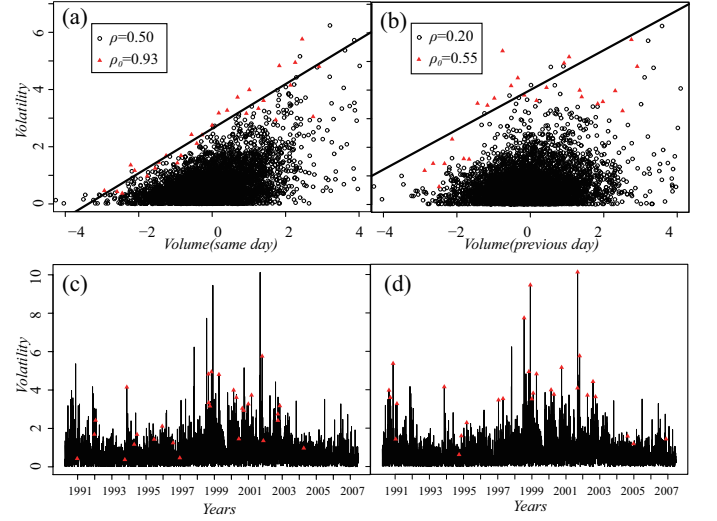 (a)
ρ=0.50
ρ0=0.93
(b)
ρ=0.20
ρ0=0.55
Volatility
6
4
2
0
−4 −2 0 2 4
−4 −2 0 2 4
Volume(same day)
Volume(previous day)
(c)
(d)
Volatility
10
8
6
4
2
0
1991 1993 1995 1997 1999 2001 2003 2005 2007
1991 1993 1995 1997 1999 2001 2003 2005 2007
Years
Years